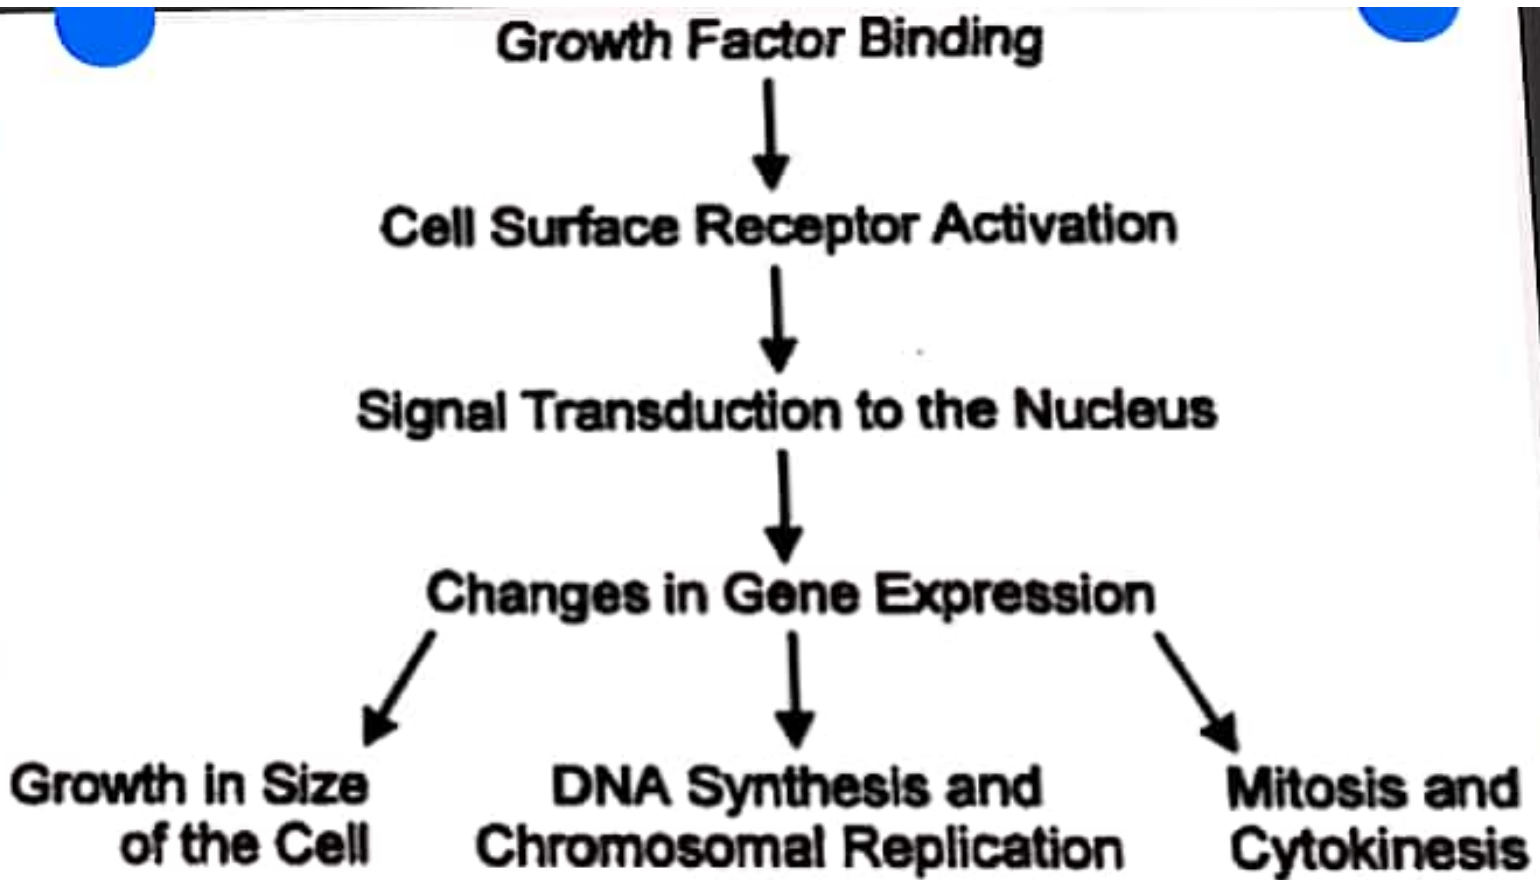 Growth Factor Binding
Cell Surface Receptor Activation
Signal Transduction to the Nucleus
Changes in Gene Expression
Growth in Size
of the Cell
DNA Synthesis and
Chromosomal Replication
Mitosis and
Cytokinesis